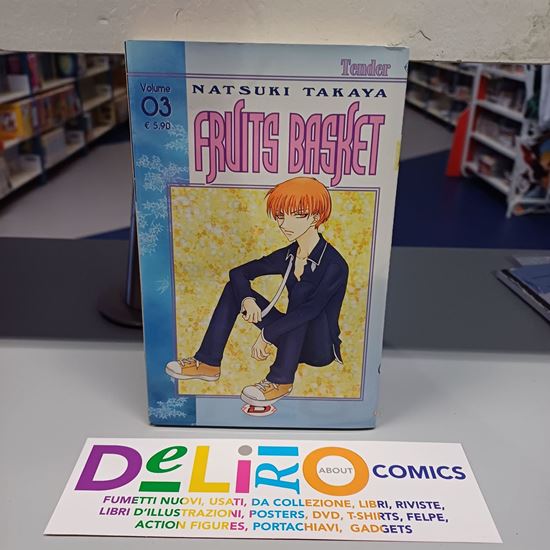 Tender
Volume
03
€ 5,90
NATSUKI TAKAYA
FRUITS BASKET
D
DeLiRIO ABOUT COMICS
FUMETTI NUOVI, USATI, DA COLLEZIONE, LIBRI, RIVISTE,
LIBRI D'ILLUSTRAZIONI, POSTERS, DVD, T-SHIRTS, FELPE,
ACTION FIGURES, PORTACHIAVI, GADGETS